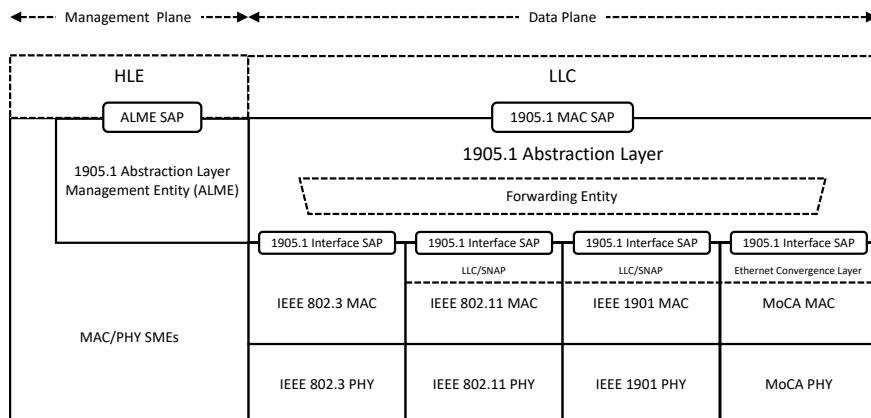 Management Plane
Data Plane
HLE
LLC
ALME SAP
1905.1 MAC SAP
1905.1 Abstraction Layer
Management Entity (ALME)
1905.1 Abstraction Layer
Forwarding Entity
1905.1 Interface SAP
1905.1 Interface SAP
1905.1 Interface SAP
1905.1 Interface SAP
LLC/SNAP
LLC/SNAP
Ethernet Convergence Layer
IEEE 802.3 MAC
IEEE 802.11 MAC
IEEE 1901 MAC
MoCA MAC
MAC/PHY SMEs
IEEE 802.3 PHY
IEEE 802.11 PHY
IEEE 1901 PHY
MoCA PHY